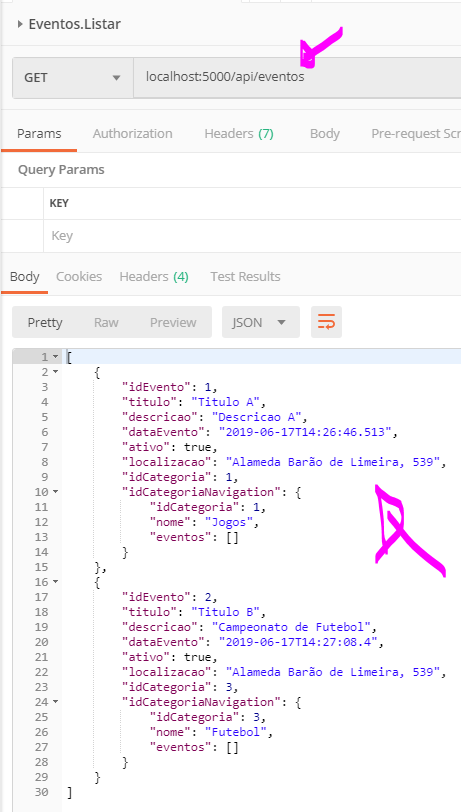 Eventos.Listar
GET localhost:5000/api/eventos
Params Authorization Headers (7) Body Pre-request Scr
Query Params
KEY
Key
Body Cookies Headers (4) Test Results
Pretty Raw Preview JSON
1 [
2 {
3 "idEvento": 1,
4 "titulo": "Titulo A",
5 "descricao": "Descricao A",
6 "dataEvento": "2019-06-17T14:26:46.513",
7 "ativo": true,
8 "localizacao": "Alameda Barão de Limeira, 539",
9 "idCategoria": 1,
10 "idCategoriaNavigation": {
11 "idCategoria": 1,
12 "nome": "Jogos",
13 "eventos": []
14 }
15 },
16 {
17 "idEvento": 2,
18 "titulo": "Titulo B",
19 "descricao": "Campeonato de Futebol",
20 "dataEvento": "2019-06-17T14:27:08.4",
21 "ativo": true,
22 "localizacao": "Alameda Barão de Limeira, 539",
23 "idCategoria": 3,
24 "idCategoriaNavigation": {
25 "idCategoria": 3,
26 "nome": "Futebol",
27 "eventos": []
28 }
29 }
30 ]